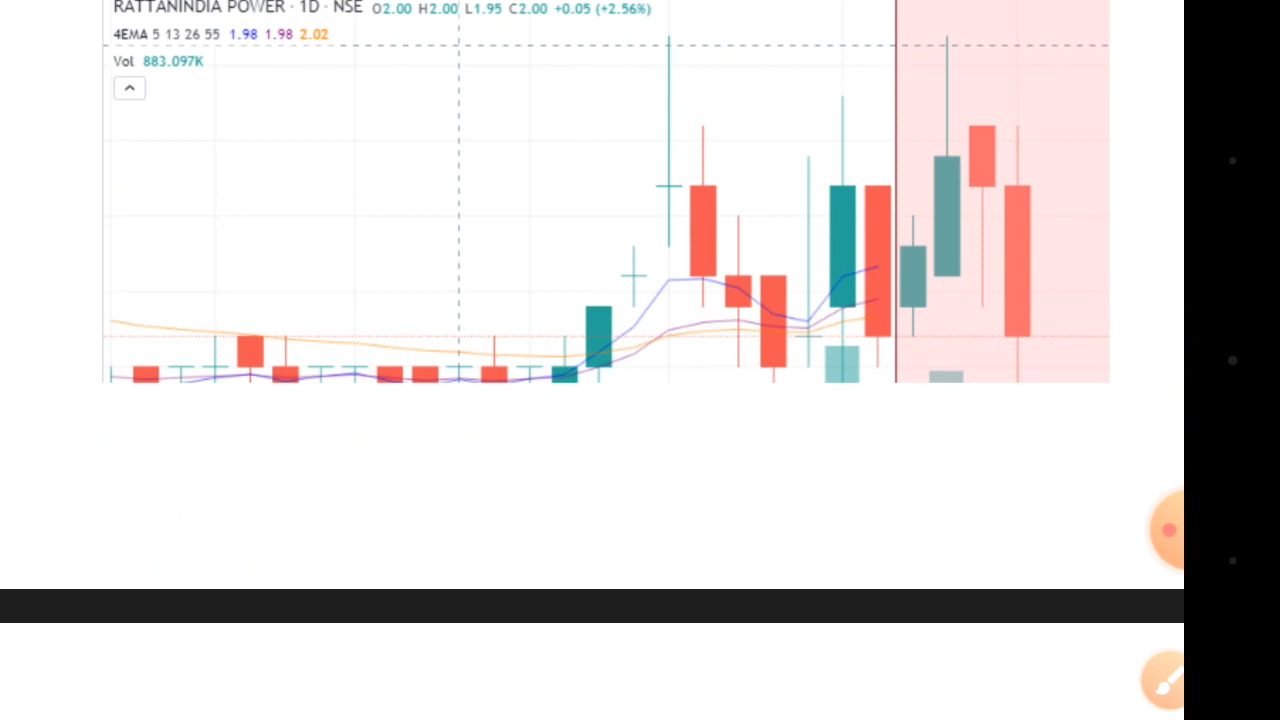 RATTANINDIA POWER · 1D · NSE O2.00 H2.00 L1.95 C2.00 +0.05 (+2.56%)
4EMA 5 13 26 55 1.98 1.98 2.02
Vol 883.097K